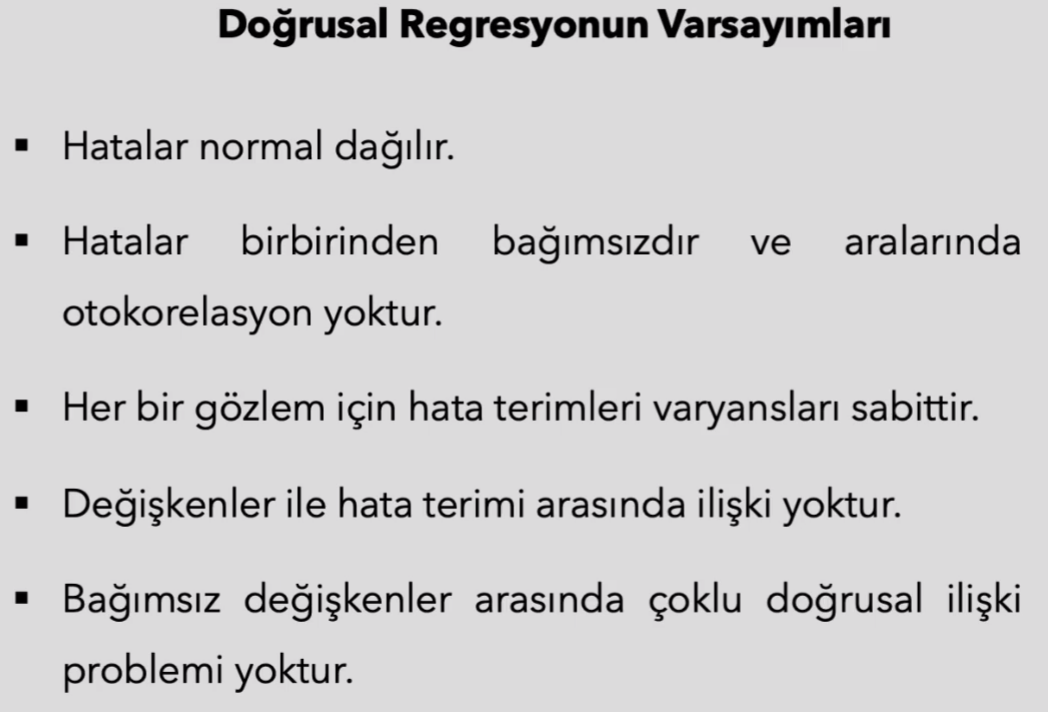 Doğrusal Regresyonun Varsayımları
▪ Hatalar normal dağılır.
▪ Hatalar birbirinden bağımsızdır ve aralarında
otokorelasyon yoktur.
▪ Her bir gözlem için hata terimleri varyansları sabittir.
▪ Değişkenler ile hata terimi arasında ilişki yoktur.
▪ Bağımsız değişkenler arasında çoklu doğrusal ilişki
problemi yoktur.